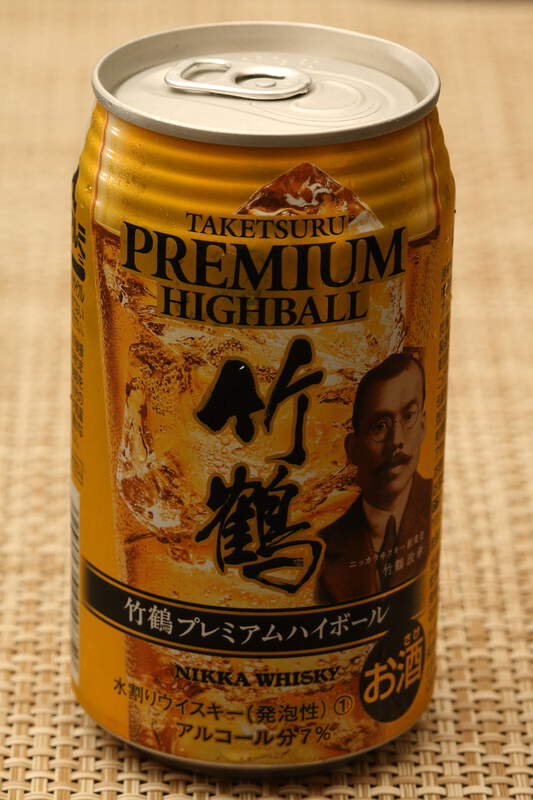 TAKETSURU
PREMIUM
HIGHBALL
竹鶴
ニッカウヰスキー創業者
竹鶴政孝
竹鶴プレミアムハイボール
NIKKA WHISKY
さけ
お酒
水割りウイスキー(発泡性)①
アルコール分7%